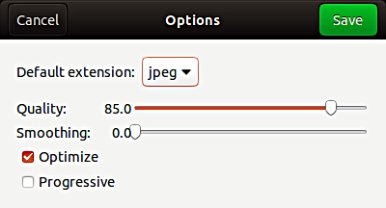 Cancel Options Save
Default extension: jpeg
Quality: 85.0
Smoothing: 0.0
Optimize
Progressive